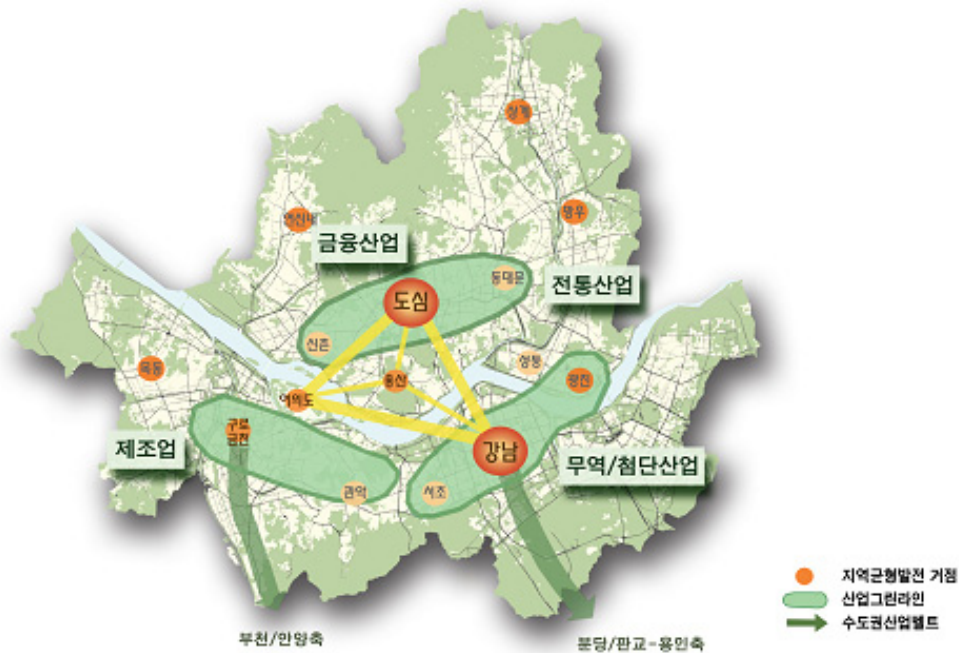 상계
연신내
망우
금융산업
동대문
전통산업
도심
신촌
성동
목동
용산
광진
여의도
구로
금천
제조업
강남
무역/첨단산업
관악
서초
지역균형발전 거점
산업그린라인
수도권산업벨트
부천/안양축
분당/판교-용인축